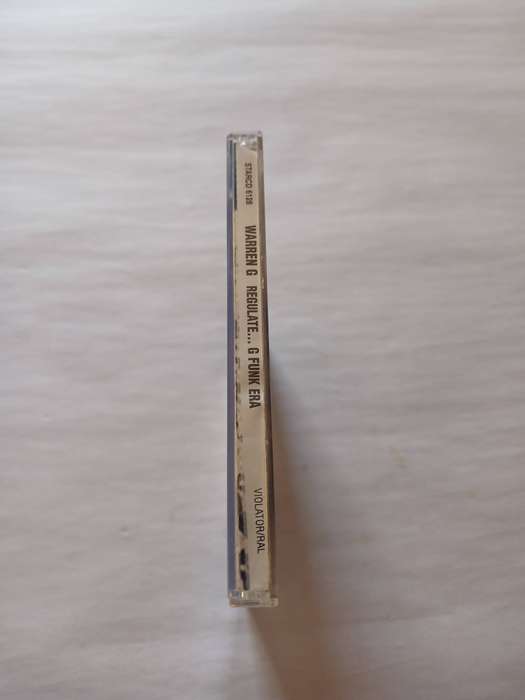 STARCD 6128
WARREN G REGULATE... G FUNK ERA
VIOLATOR/RAL